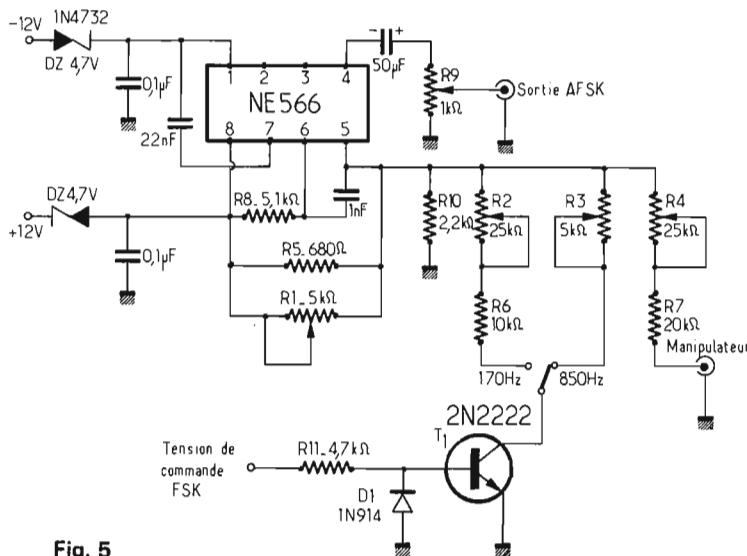 -12V
1N4732
DZ 4,7V
0,1µF
22nF
1 2 3 4
NE566
8 7 6 5
- +
50µF
R9
1kΩ
Sortie AFSK
DZ4,7V
+12V
0,1µF
R8_5,1kΩ
1nF
R5_680Ω
R1_5kΩ
R10
2,2kΩ
R2
25kΩ
R3
5kΩ
R4
25kΩ
R6
10kΩ
R7
20kΩ
Manipulateur
170Hz
850Hz
2N2222
T1
Tension de
commande
FSK
R11_4,7kΩ
D1
1N914
Fig. 5